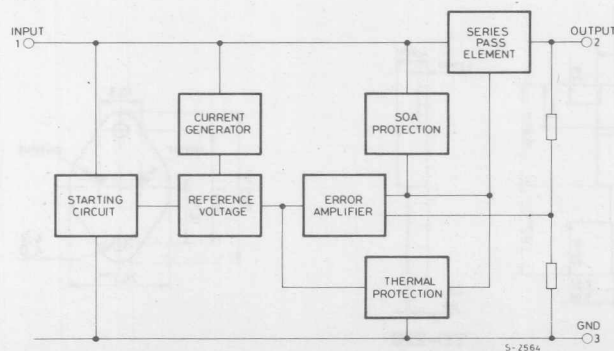 INPUT
1
SERIES
PASS
ELEMENT
OUTPUT
2
CURRENT
GENERATOR
SOA
PROTECTION
STARTING
CIRCUIT
REFERENCE
VOLTAGE
ERROR
AMPLIFIER
THERMAL
PROTECTION
GND
3
S-2564